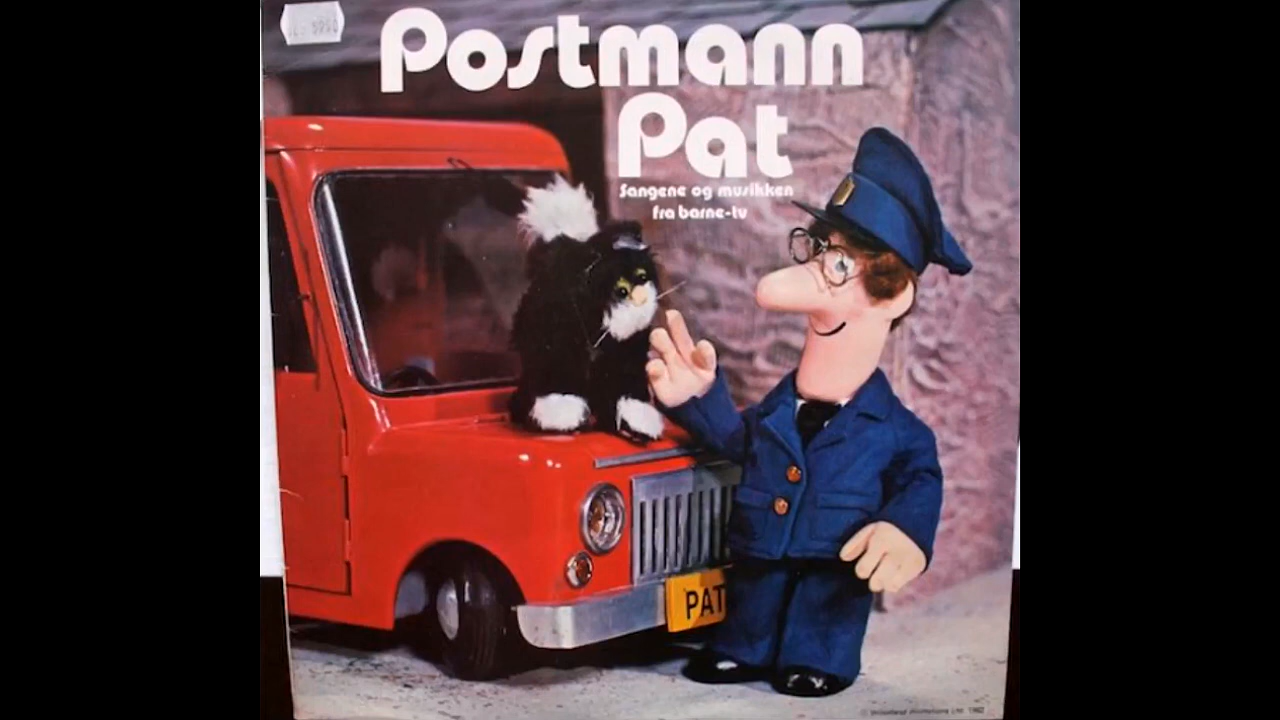 Postmann
Pat
Sangene og musikken
fra barne-tv
PAT